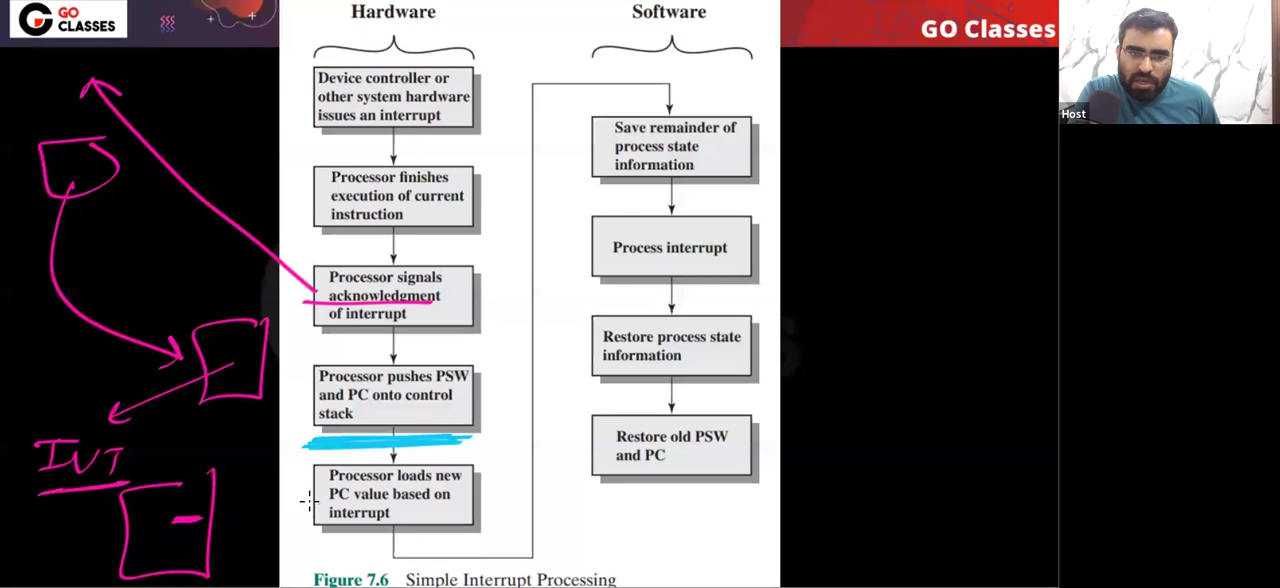 GO
CLASSES
Hardware
Software
GO Classes
Host
Device controller or
other system hardware
issues an interrupt
Processor finishes
execution of current
instruction
Processor signals
acknowledgment
of interrupt
Processor pushes PSW
and PC onto control
stack
Processor loads new
PC value based on
interrupt
Save remainder of
process state
information
Process interrupt
Restore process state
information
Restore old PSW
and PC
Figure 7.6 Simple Interrupt Processing